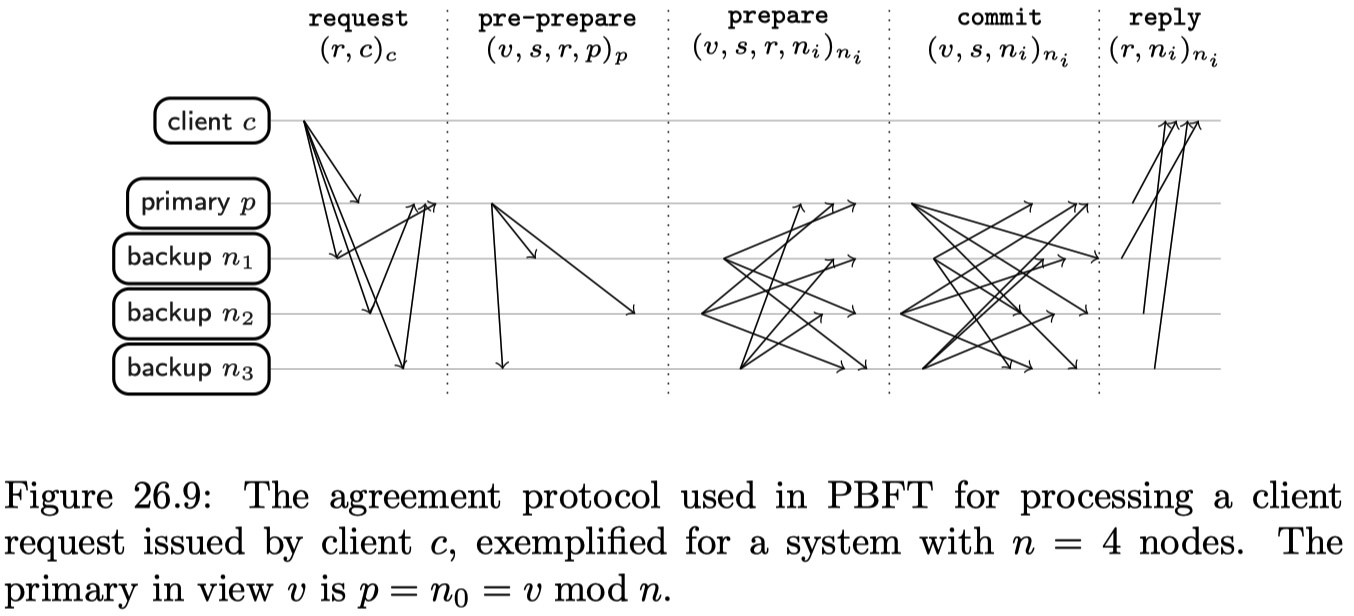 request pre-prepare prepare commit reply
(r, c)_c (v, s, r, p)_p (v, s, r, n_i)_{n_i} (v, s, n_i)_{n_i} (r, n_i)_{n_i}
client c
primary p
backup n_1
backup n_2
backup n_3
Figure 26.9: The agreement protocol used in PBFT for processing a client
request issued by client c, exemplified for a system with n = 4 nodes. The
primary in view v is p = n_0 = v mod n.